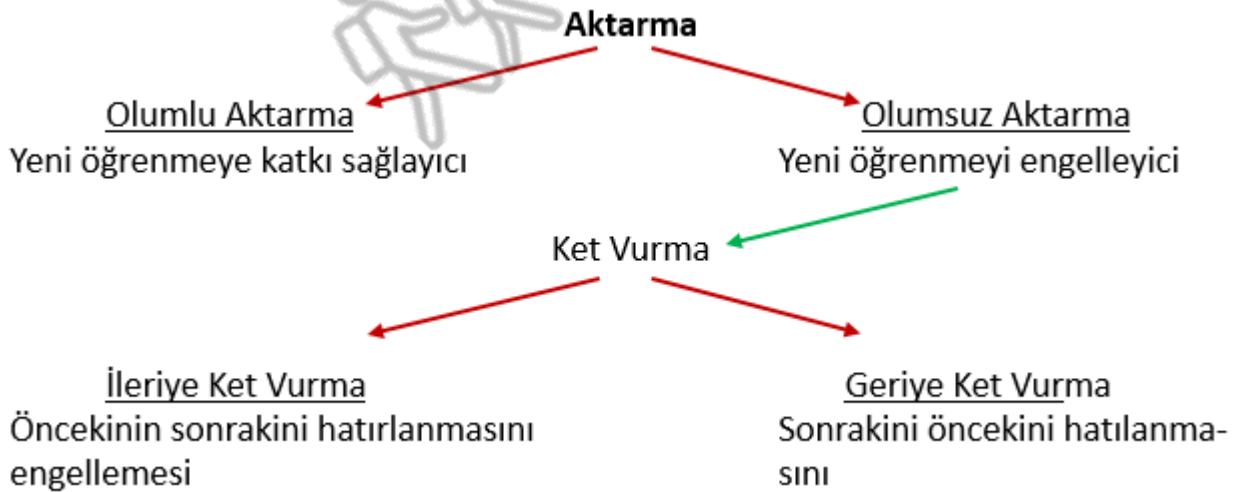 Aktarma
Olumlu Aktarma
Yeni öğrenmeye katkı sağlayıcı
Olumsuz Aktarma
Yeni öğrenmeyi engelleyici
Ket Vurma
İleriye Ket Vurma
Öncekinin sonrakini hatırlanmasını
engellemesi
Geriye Ket Vurma
Sonrakini öncekini hatılanma-
sını